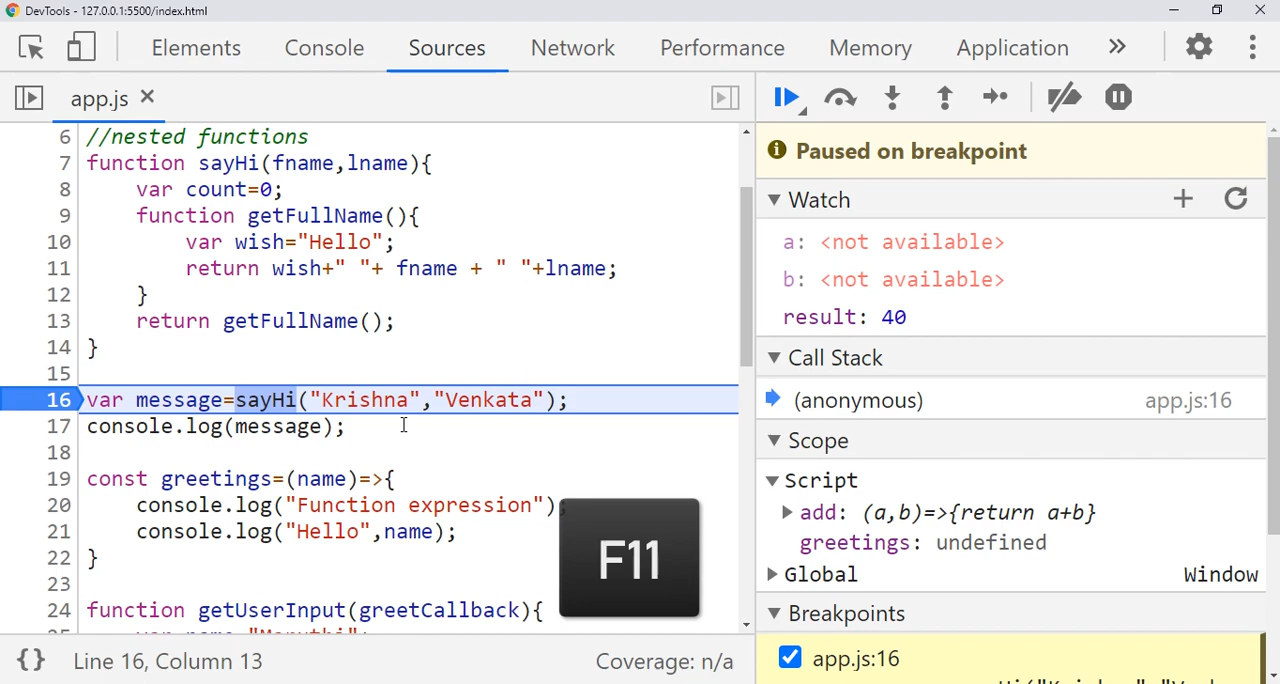 DevTools - 127.0.0.1:5500/index.html
Elements Console Sources Network Performance Memory Application »
app.js ×
6 //nested functions
7 function sayHi(fname,lname){
8 var count=0;
9 function getFullName(){
10 var wish="Hello";
11 return wish+" "+ fname + " "+lname;
12 }
13 return getFullName();
14 }
15
16 var message=sayHi("Krishna","Venkata");
17 console.log(message);
18
19 const greetings=(name)=>{
20 console.log("Function expression");
21 console.log("Hello",name);
22 }
23
24 function getUserInput(greetCallback){
F11
{} Line 16, Column 13 Coverage: n/a
Paused on breakpoint
Watch
a: <not available>
b: <not available>
result: 40
Call Stack
(anonymous) app.js:16
Scope
Script
add: (a,b)=>{return a+b}
greetings: undefined
Global Window
Breakpoints
app.js:16